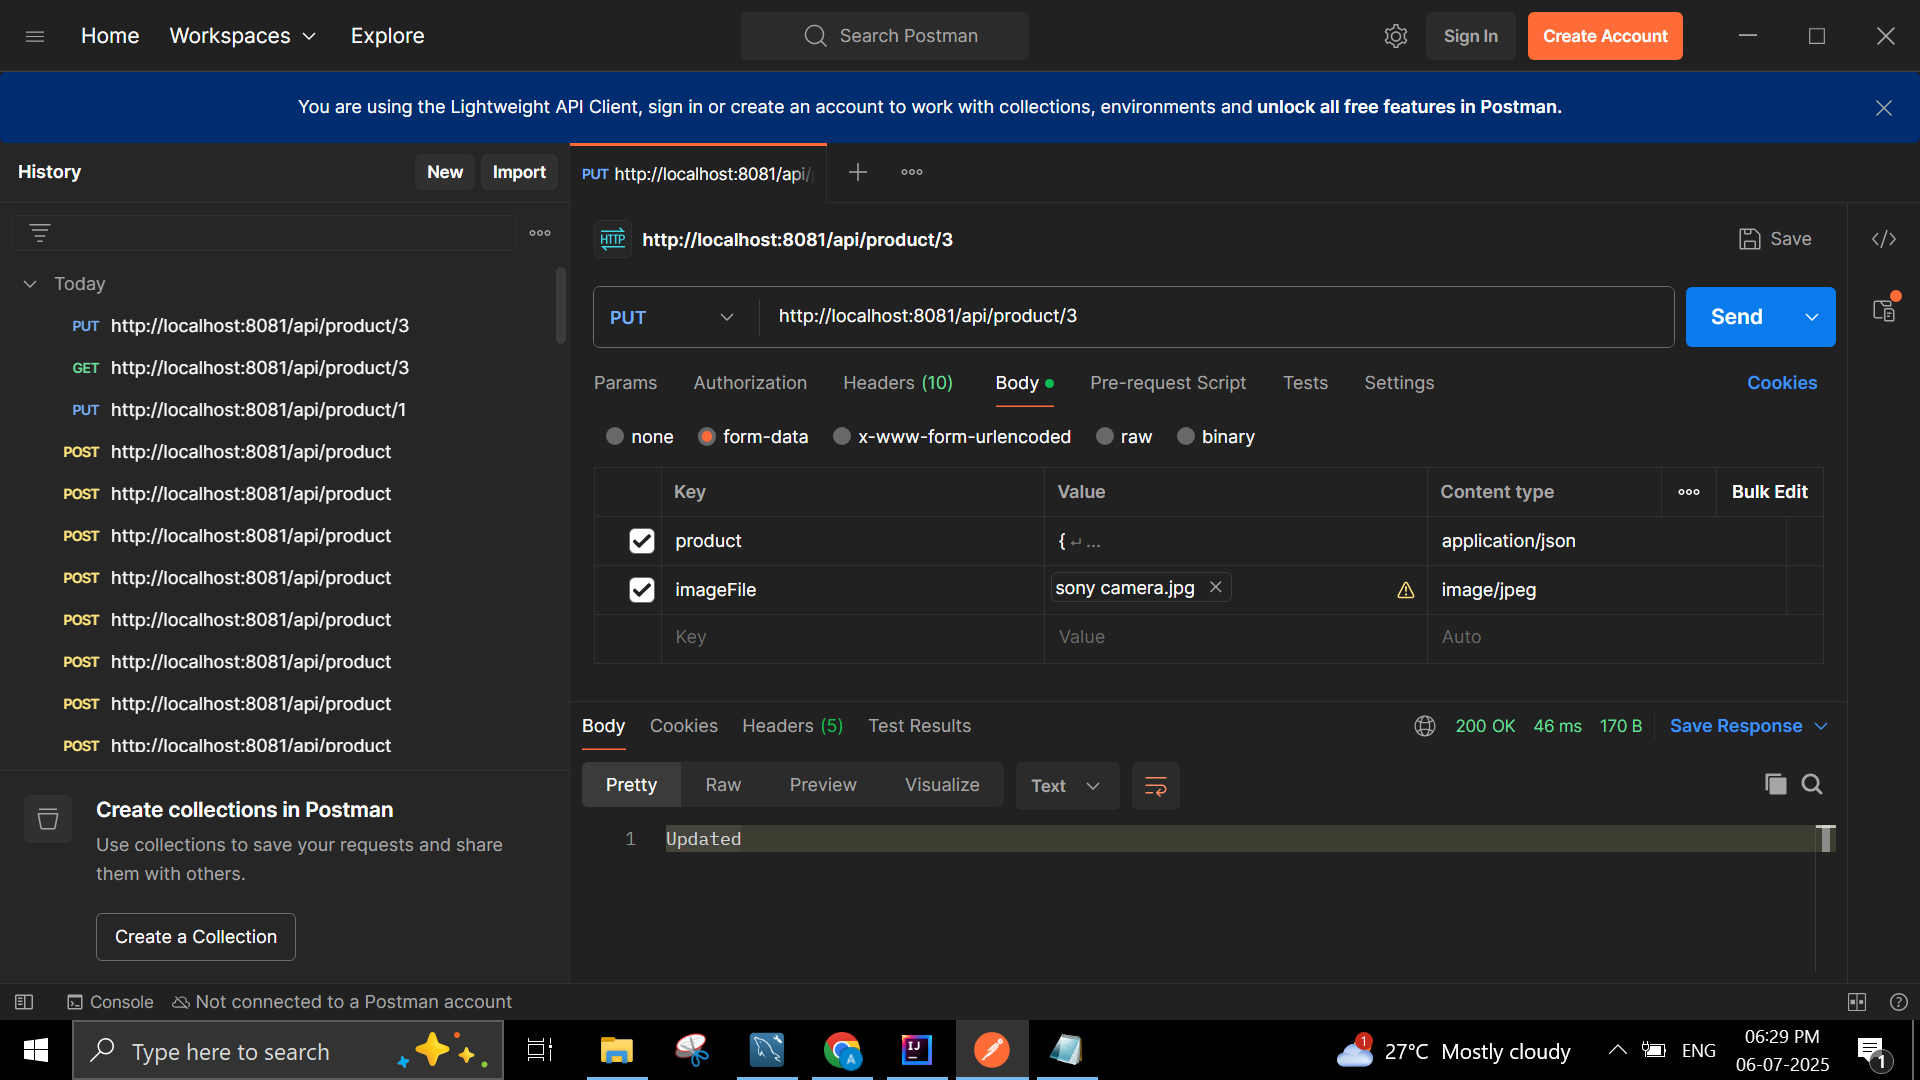 Home Workspaces Explore Search Postman Sign In Create Account
You are using the Lightweight API Client, sign in or create an account to work with collections, environments and unlock all free features in Postman.
History New Import
Today
PUT http://localhost:8081/api/product/3
GET http://localhost:8081/api/product/3
PUT http://localhost:8081/api/product/1
POST http://localhost:8081/api/product
POST http://localhost:8081/api/product
POST http://localhost:8081/api/product
POST http://localhost:8081/api/product
POST http://localhost:8081/api/product
POST http://localhost:8081/api/product
POST http://localhost:8081/api/product
POST http://localhost:8081/api/product
Create collections in Postman
Use collections to save your requests and share
them with others.
Create a Collection
PUT http://localhost:8081/api/
HTTP http://localhost:8081/api/product/3 Save
PUT http://localhost:8081/api/product/3 Send
Params Authorization Headers (10) Body Pre-request Script Tests Settings Cookies
none form-data x-www-form-urlencoded raw binary
Key Value Content type Bulk Edit
product { ↵ ... application/json
imageFile sony camera.jpg image/jpeg
Key Value Auto
Body Cookies Headers (5) Test Results 200 OK 46 ms 170 B Save Response
Pretty Raw Preview Visualize Text
1 Updated
Console Not connected to a Postman account
Type here to search
A
IJ
1 27°C Mostly cloudy ENG
06:29 PM
06-07-2025
1